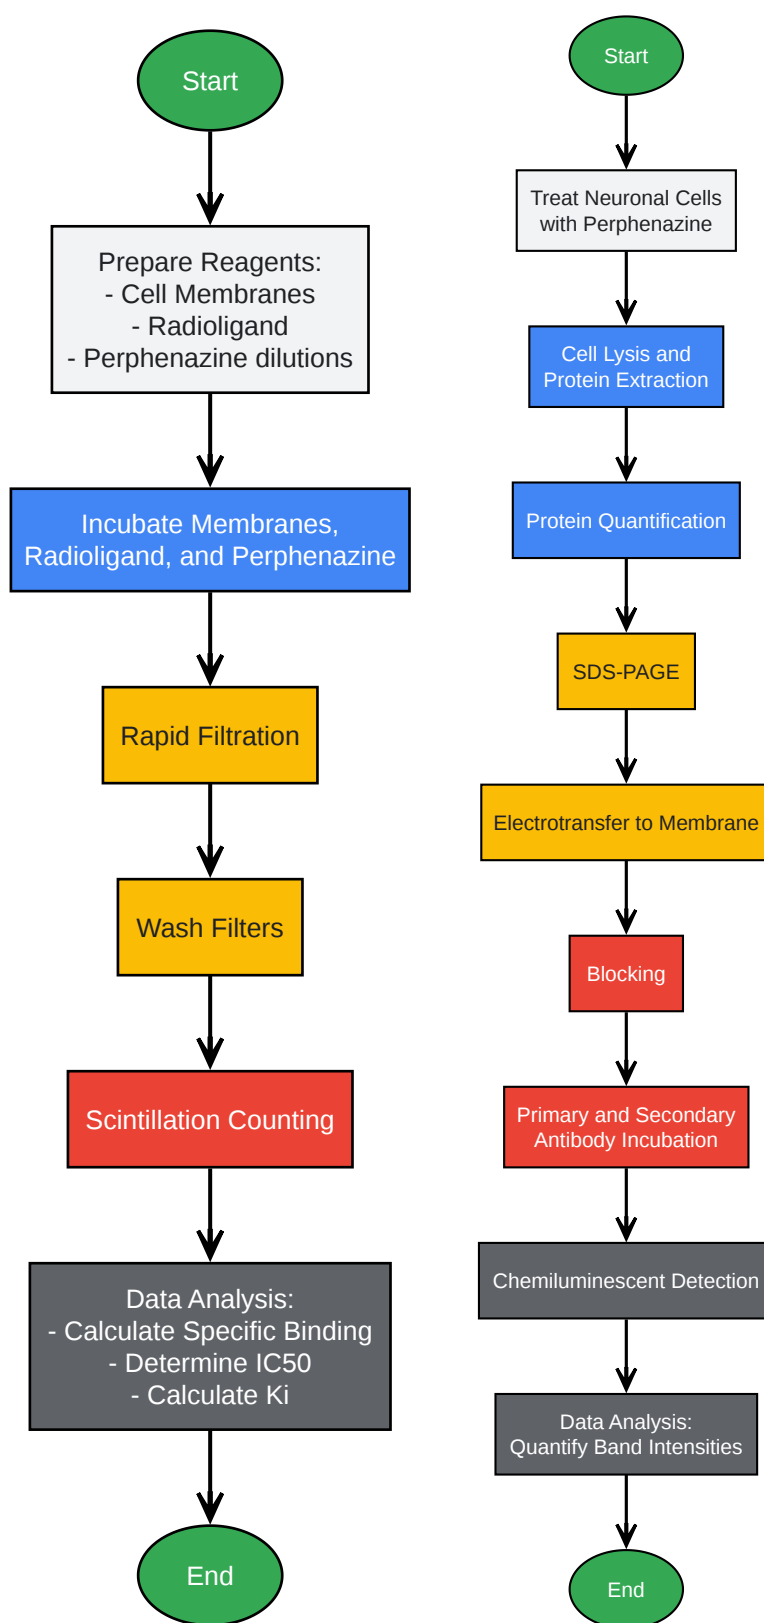 Start
Prepare Reagents:
- Cell Membranes
- Radioligand
- Perphenazine dilutions
Incubate Membranes,
Radioligand, and Perphenazine
Rapid Filtration
Wash Filters
Scintillation Counting
Data Analysis:
- Calculate Specific Binding
- Determine IC50
- Calculate Ki
End
Start
Treat Neuronal Cells
with Perphenazine
Cell Lysis and
Protein Extraction
Protein Quantification
SDS-PAGE
Electrotransfer to Membrane
Blocking
Primary and Secondary
Antibody Incubation
Chemiluminescent Detection
Data Analysis:
Quantify Band Intensities
End